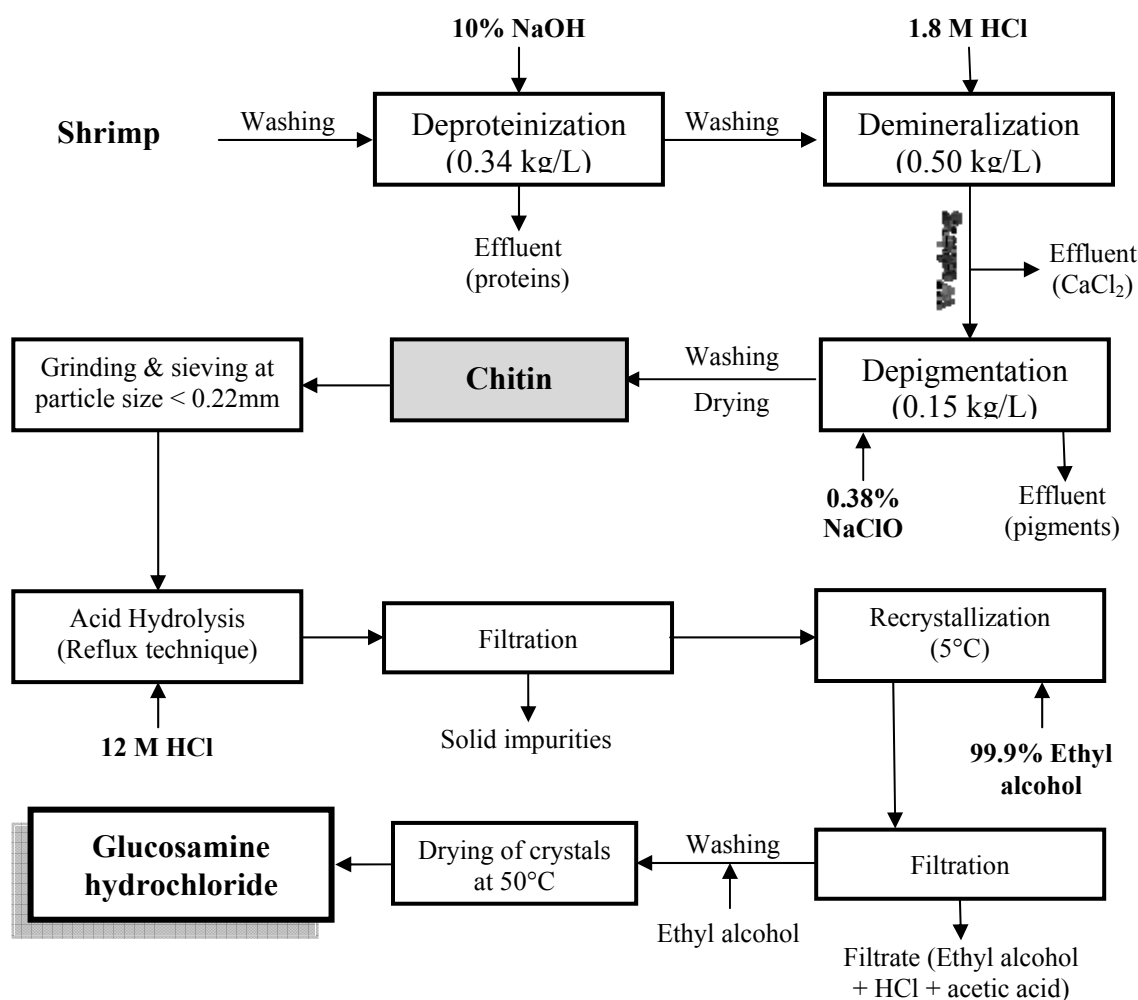 10% NaOH
1.8 M HCl
Shrimp
Washing
Deproteinization
(0.34 kg/L)
Washing
Demineralization
(0.50 kg/L)
Effluent
(proteins)
Washing
Effluent
(CaCl₂)
Grinding & sieving at
particle size < 0.22mm
Chitin
Washing
Drying
Depigmentation
(0.15 kg/L)
0.38%
NaClO
Effluent
(pigments)
Acid Hydrolysis
(Reflux technique)
Filtration
Recrystallization
(5°C)
12 M HCl
Solid impurities
99.9% Ethyl
alcohol
Glucosamine
hydrochloride
Drying of crystals
at 50°C
Washing
Ethyl alcohol
Filtration
Filtrate (Ethyl alcohol
+ HCl + acetic acid)